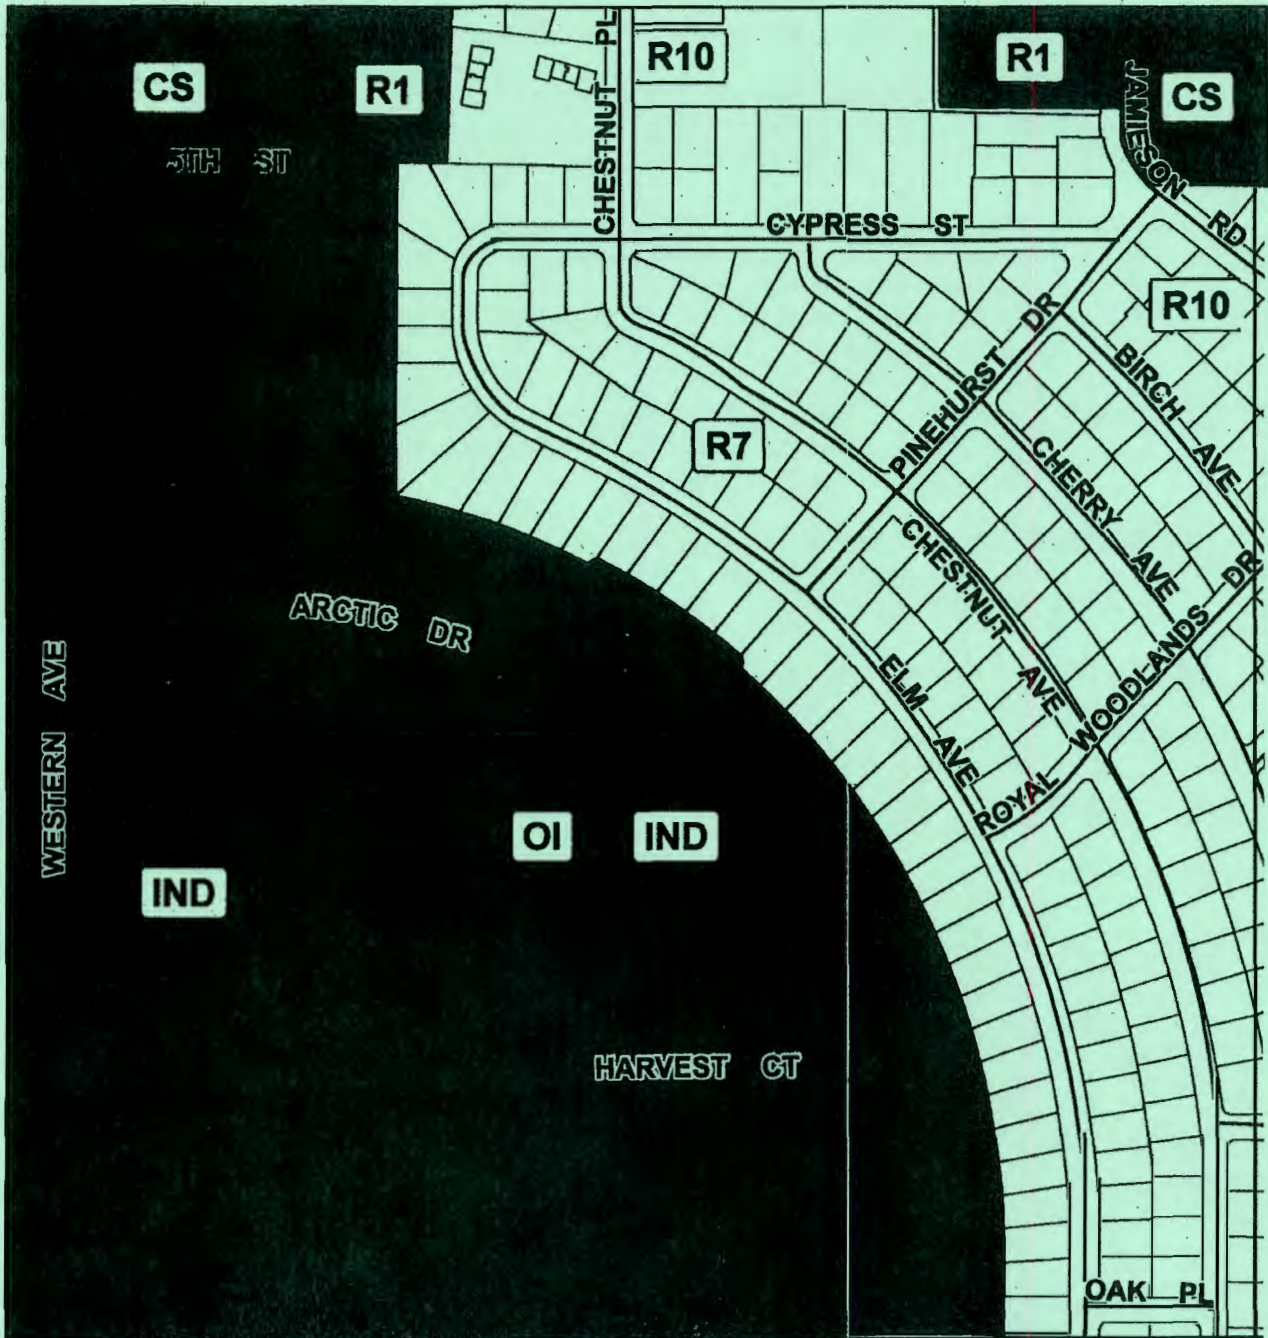 CHESTNUT PL
R10
R1
CS
R1
CS
JAMIESON RD
5TH ST
CYPRESS ST
R10
PINEHURST DR
BIRCH AVE
R7
CHERRY AVE
CHESTNUT AVE
ROYAL WOODLANDS DR
ARCTIC DR
ELM AVE
WESTERN AVE
OI
IND
IND
HARVEST CT
OAK PL